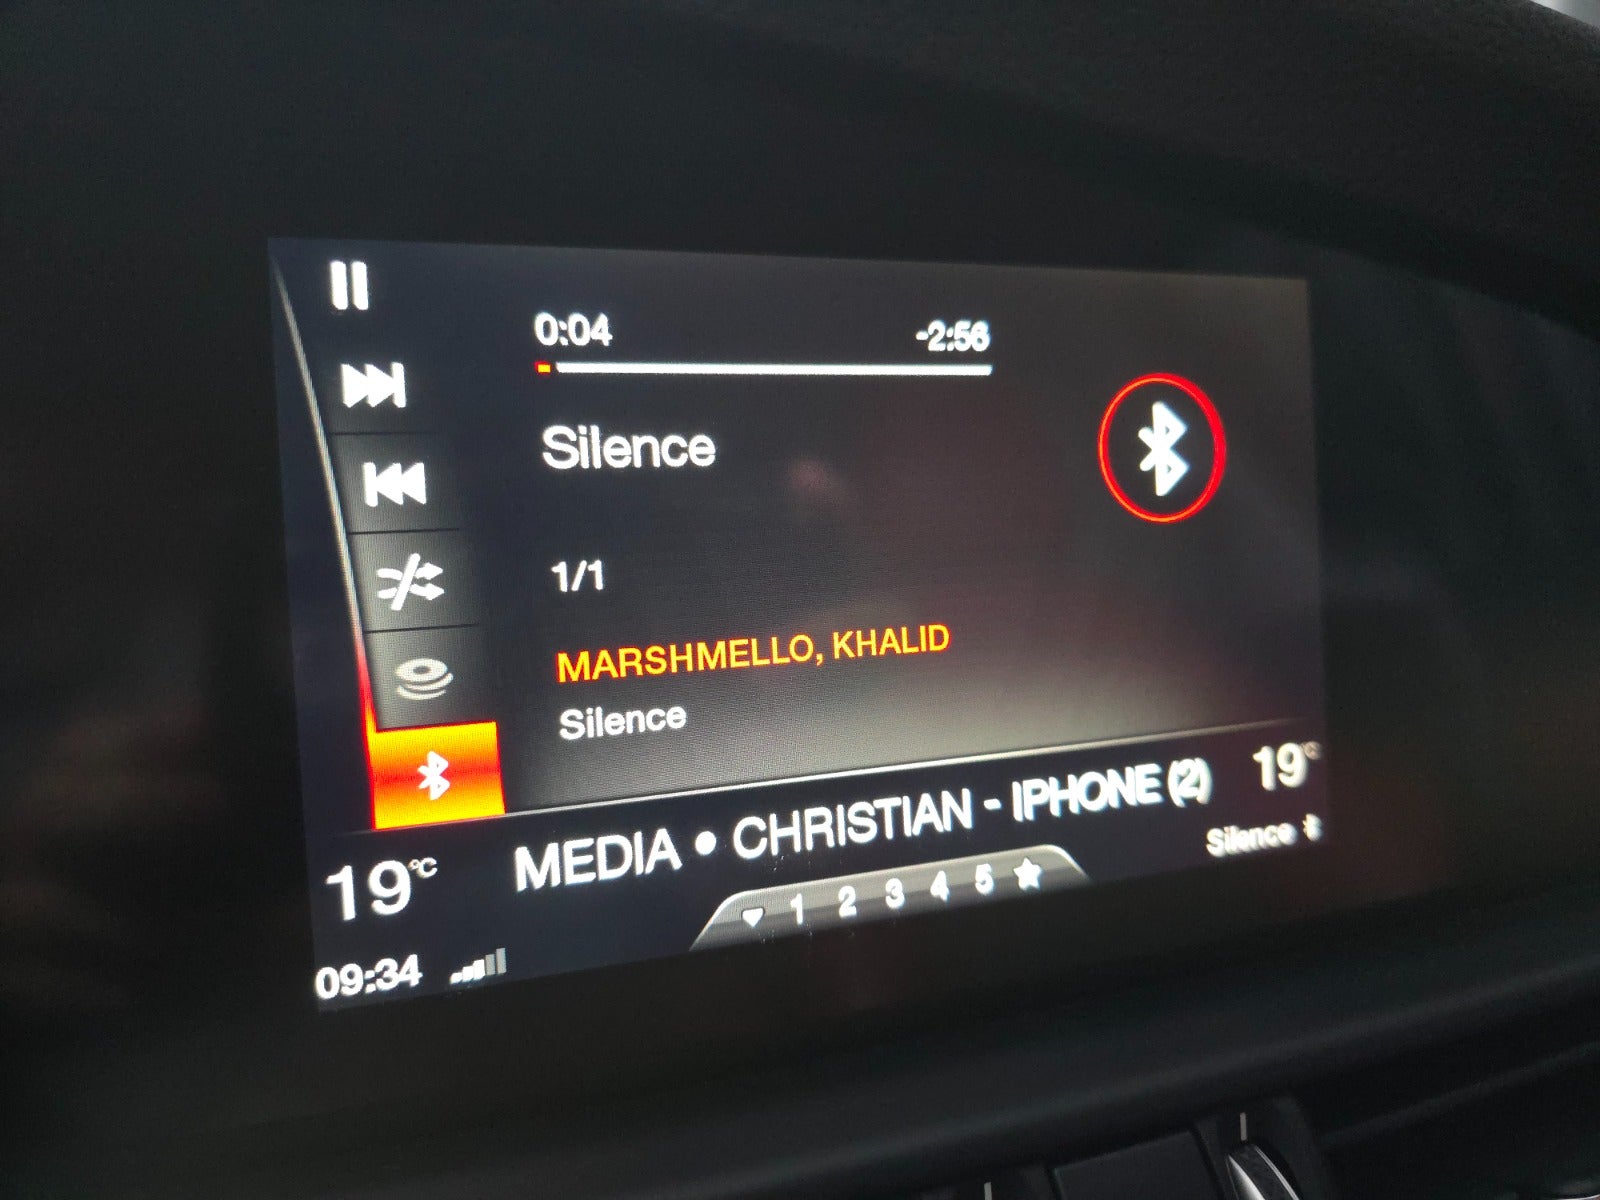 0:04 -2:56
Silence
1/1
MARSHMELLO, KHALID
Silence
19°C MEDIA • CHRISTIAN - IPHONE (2) 19°C
1 2 3 4 5 Silence
09:34